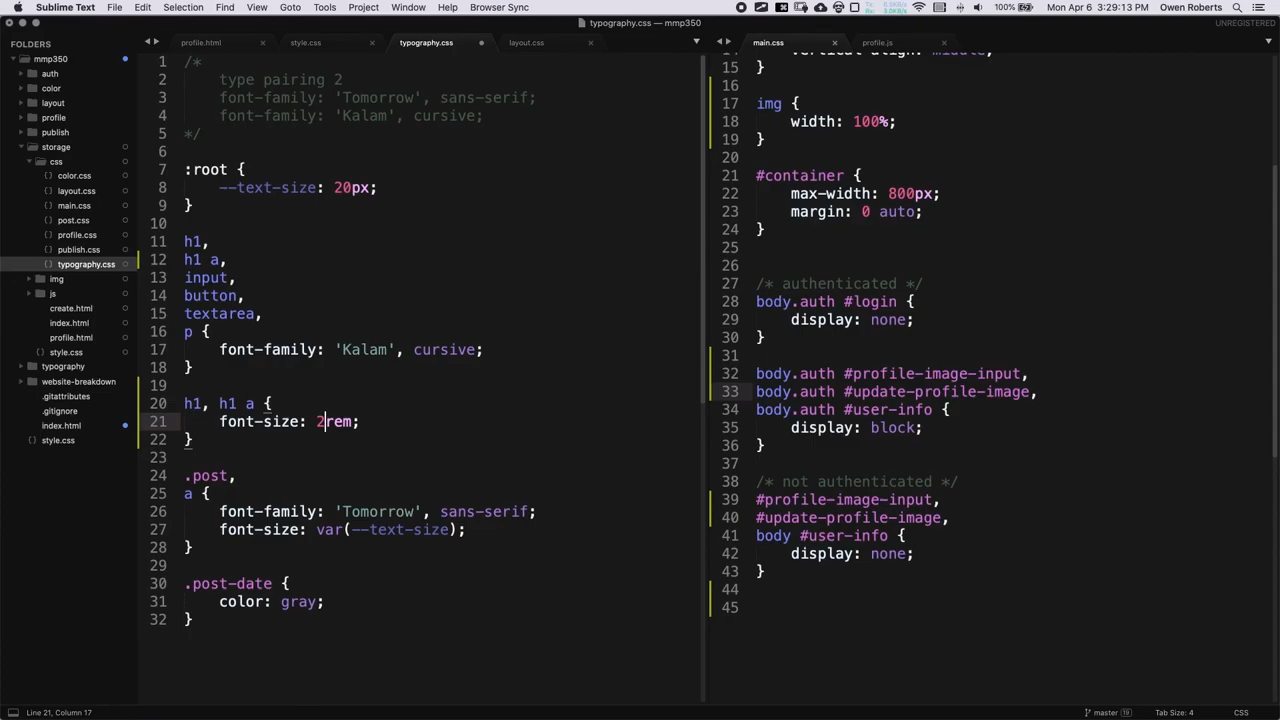 Sublime Text File Edit Selection Find View Goto Tools Project Window Help Browser Sync
100% Mon Apr 6 3:29:13 PM Owen Roberts
typography.css — mmp350
UNREGISTERED
FOLDERS
mmp350
auth
color
layout
profile
publish
storage
css
color.css
layout.css
main.css
post.css
profile.css
publish.css
typography.css
img
js
create.html
index.html
profile.html
style.css
typography
website-breakdown
.gitattributes
.gitignore
index.html
style.css
profile.html
style.css
typography.css
layout.css
1 /*
2 type pairing 2
3 font-family: 'Tomorrow', sans-serif;
4 font-family: 'Kalam', cursive;
5 */
6
7 :root {
8 --text-size: 20px;
9 }
10
11 h1,
12 h1 a,
13 input,
14 button,
15 textarea,
16 p {
17 font-family: 'Kalam', cursive;
18 }
19
20 h1, h1 a {
21 font-size: 2rem;
22 }
23
24 .post,
25 a {
26 font-family: 'Tomorrow', sans-serif;
27 font-size: var(--text-size);
28 }
29
30 .post-date {
31 color: gray;
32 }
main.css
profile.js
14 vertical-align: middle;
15 }
16
17 img {
18 width: 100%;
19 }
20
21 #container {
22 max-width: 800px;
23 margin: 0 auto;
24 }
25
26
27 /* authenticated */
28 body.auth #login {
29 display: none;
30 }
31
32 body.auth #profile-image-input,
33 body.auth #update-profile-image,
34 body.auth #user-info {
35 display: block;
36 }
37
38 /* not authenticated */
39 #profile-image-input,
40 #update-profile-image,
41 body #user-info {
42 display: none;
43 }
44
45
Line 21, Column 17
master 19
Tab Size: 4
CSS